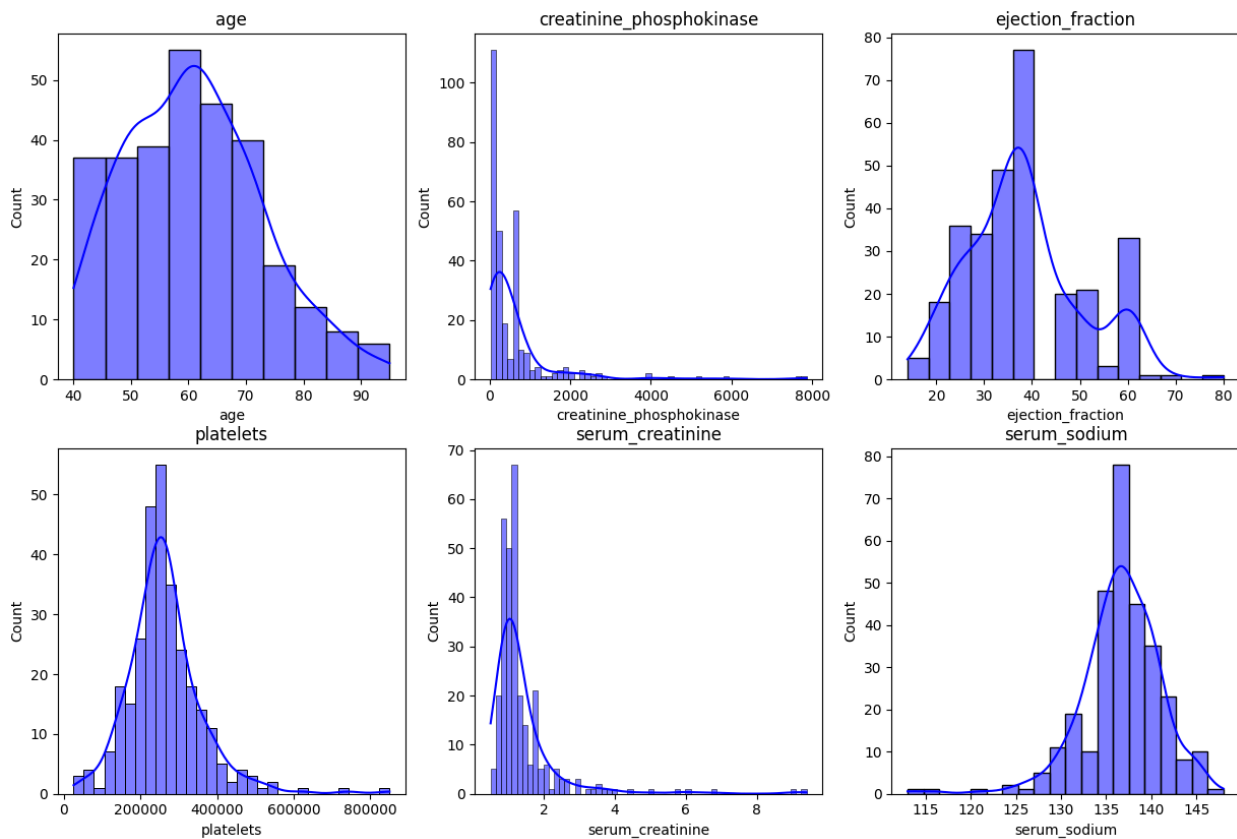 age
creatinine_phosphokinase
ejection_fraction
Count
50
40
30
20
10
0
40 50 60 70 80 90
age
Count
100
80
60
40
20
0
0 2000 4000 6000 8000
creatinine_phosphokinase
Count
80
70
60
50
40
30
20
10
0
20 30 40 50 60 70 80
ejection_fraction
platelets
serum_creatinine
serum_sodium
Count
50
40
30
20
10
0
0 200000 400000 600000 800000
platelets
Count
70
60
50
40
30
20
10
0
2 4 6 8
serum_creatinine
Count
80
70
60
50
40
30
20
10
0
115 120 125 130 135 140 145
serum_sodium